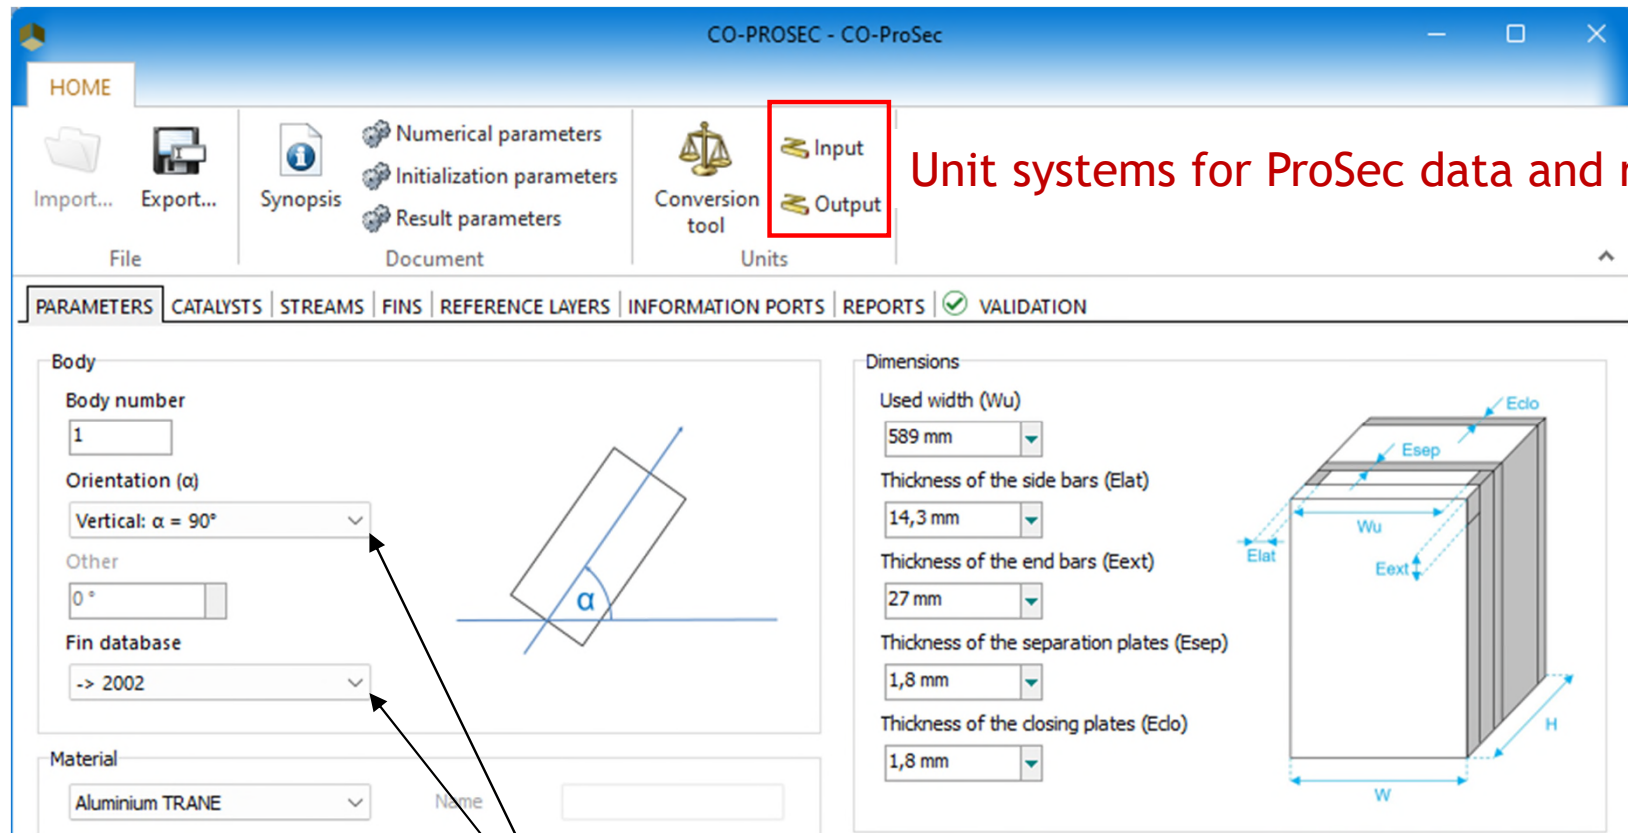 CO-PROSEC - CO-ProSec
HOME
Import...
Export...
Synopsis
Numerical parameters
Initialization parameters
Result parameters
Conversion
tool
Input
Output
Unit systems for ProSec data and
File
Document
Units
PARAMETERS CATALYSTS STREAMS FINS REFERENCE LAYERS INFORMATION PORTS REPORTS VALIDATION
Body
Body number
1
Orientation (α)
Vertical: α = 90°
Other
0 °
Fin database
-> 2002
α
Material
Aluminium TRANE
Name
Dimensions
Used width (Wu)
589 mm
Thickness of the side bars (Elat)
14,3 mm
Thickness of the end bars (Eext)
27 mm
Thickness of the separation plates (Esep)
1,8 mm
Thickness of the closing plates (Eclo)
1,8 mm
Eclo
Esep
Wu
Elat
Eext
H
W